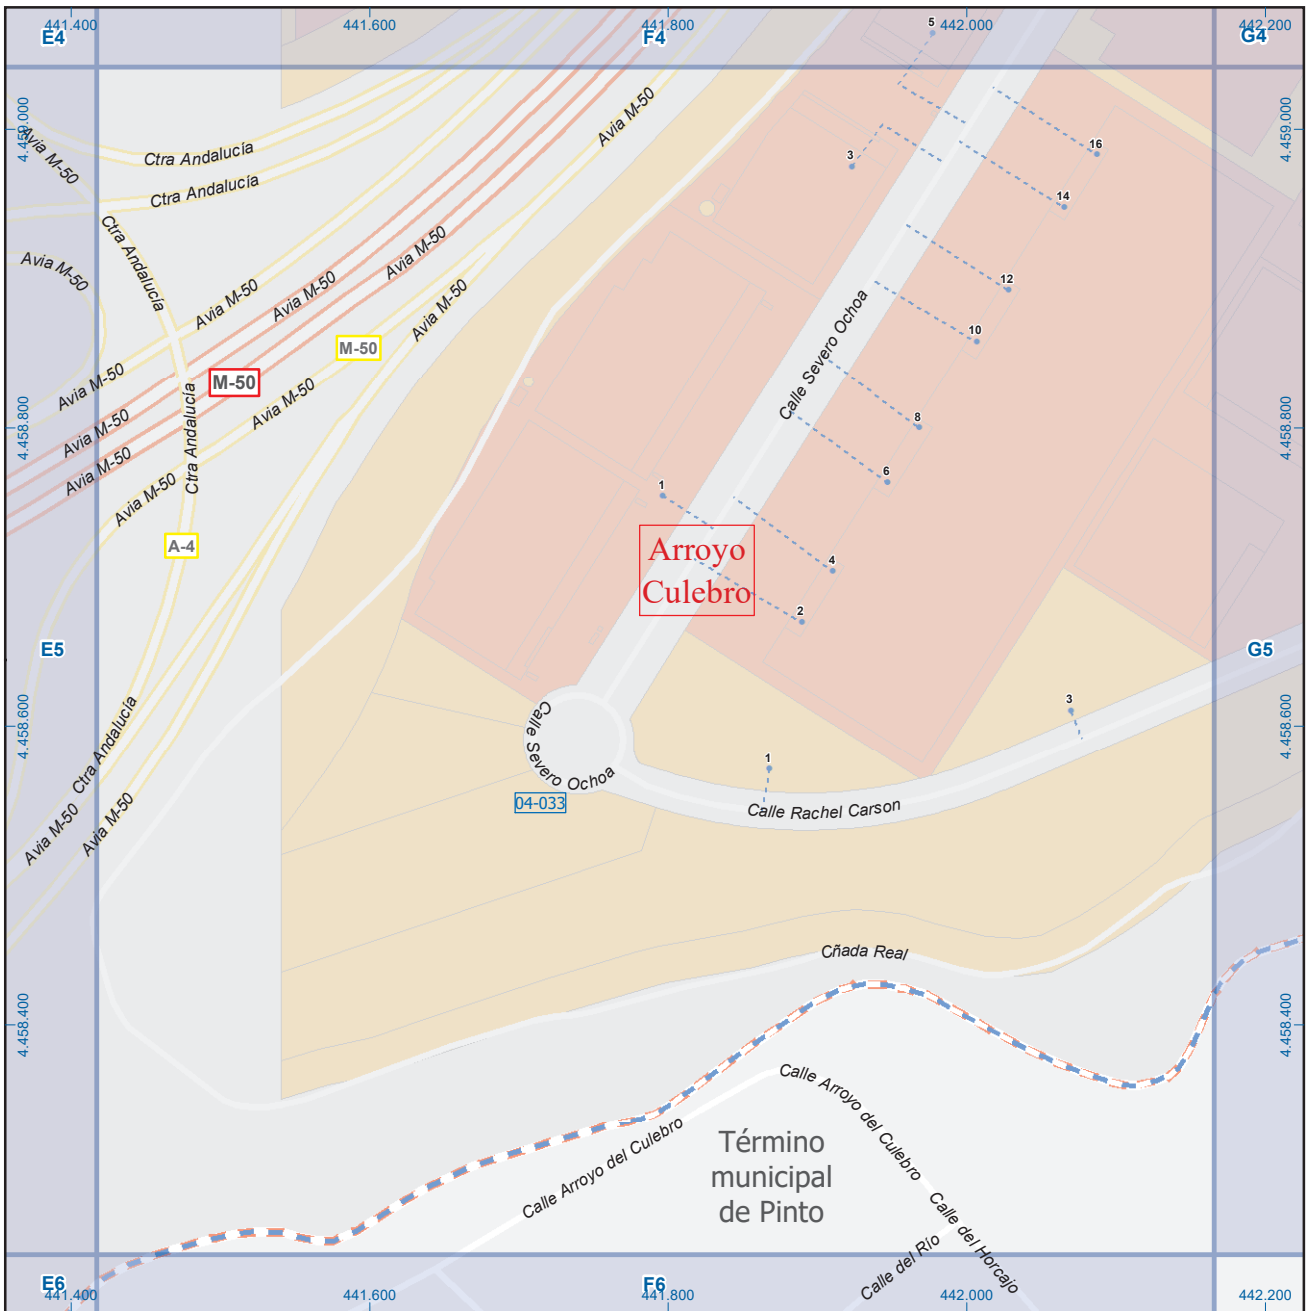 441.400
441.600
441.800
442.000
442.200
E4
F4
G4
5
4.459.000
4.459.000
Avia M-50
Ctra Andalucía
Ctra Andalucía
Avia M-50
3
16
14
Avia M-50
Ctra Andalucía
Avia M-50
Avia M-50
Avia M-50
Avia M-50
12
10
Calle Severo Ochoa
M-50
M-50
Avia M-50
Avia M-50
Avia M-50
Avia M-50
Ctra Andalucía
Avia M-50
8
4.458.800
4.458.800
6
1
A-4
Arroyo
Culebro
4
2
E5
G5
4.458.600
4.458.600
3
Ctra Andalucía
Calle Severo Ochoa
1
04-033
Calle Rachel Carson
Avia M-50
Avia M-50
Cñada Real
4.458.400
4.458.400
Calle Arroyo del Culebro
Calle Arroyo del Culebro
Término
municipal
de Pinto
Calle del Río
Calle del Horcajo
E6
F6
441.400
441.600
441.800
442.000
442.200